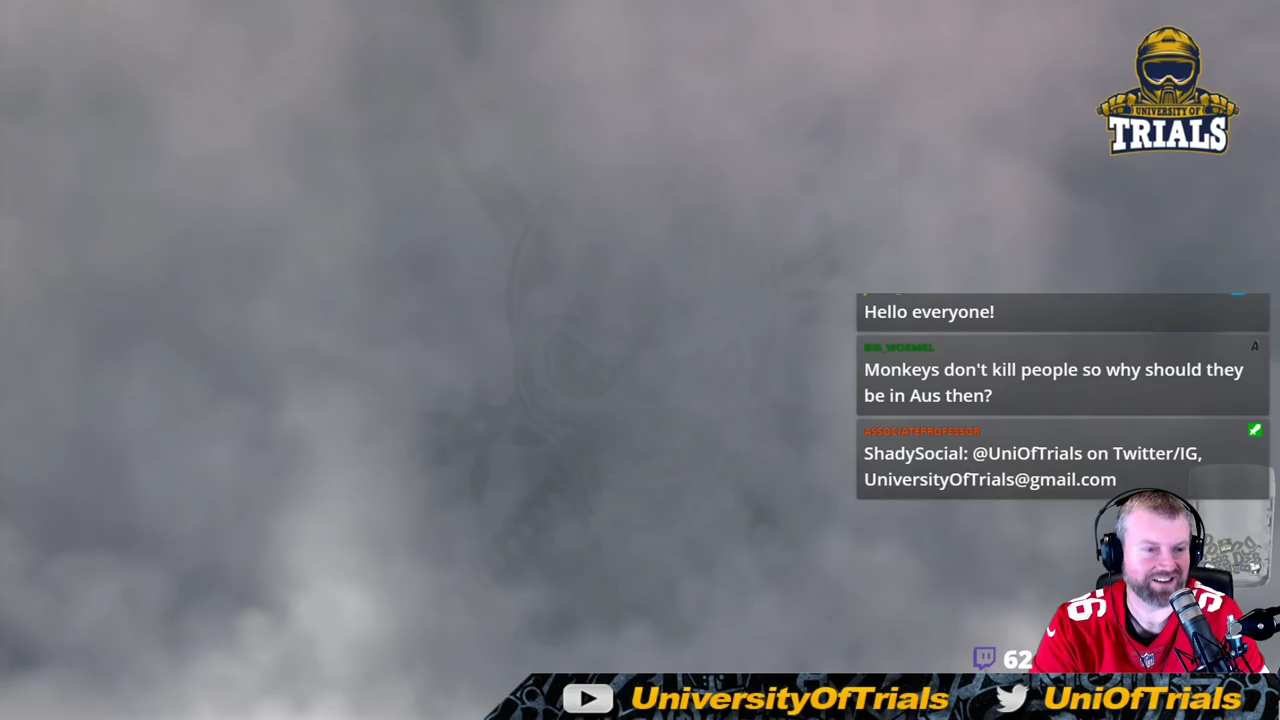 UNIVERSITY OF
TRIALS
Hello everyone!
BIG_WORMEL
A
Monkeys don't kill people so why should they
be in Aus then?
ASSOCIATEPROFESSOR
ShadySocial: @UniOfTrials on Twitter/IG,
UniversityOfTrials@gmail.com
62
UniversityOfTrials
UniOfTrials